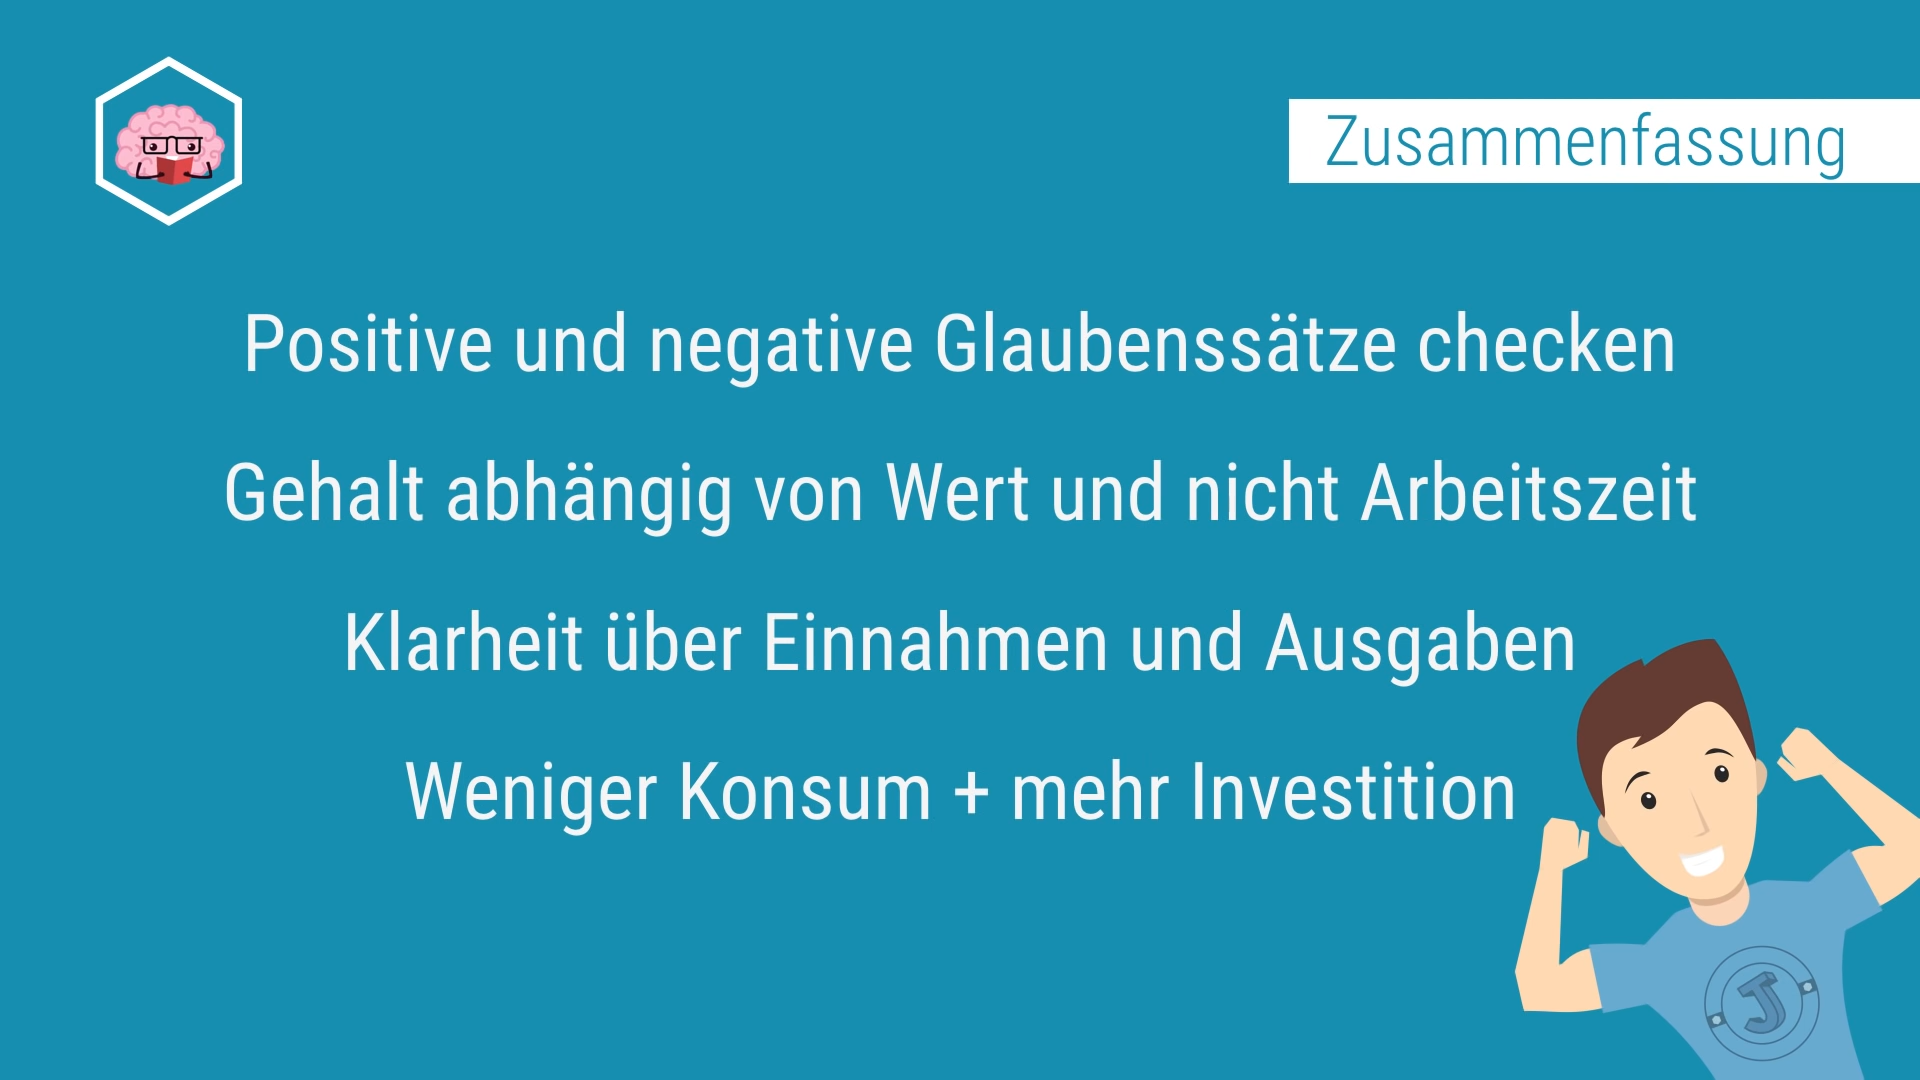 Zusammenfassung
Positive und negative Glaubenssätze checken
Gehalt abhängig von Wert und nicht Arbeitszeit
Klarheit über Einnahmen und Ausgaben
Weniger Konsum + mehr Investition
J